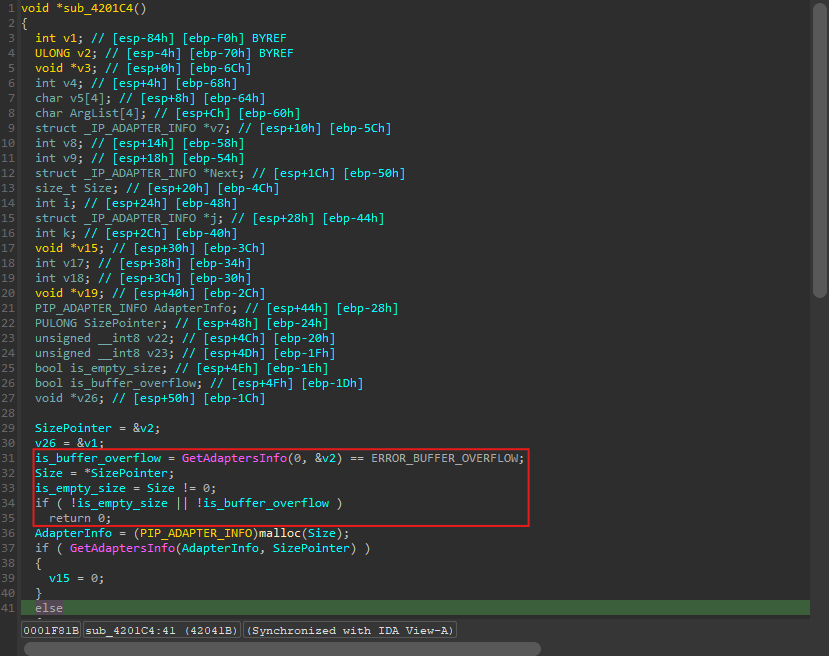 1 void *sub_4201C4()
2 {
3 int v1; // [esp-84h] [ebp-F0h] BYREF
4 ULONG v2; // [esp-4h] [ebp-70h] BYREF
5 void *v3; // [esp+0h] [ebp-6Ch]
6 int v4; // [esp+4h] [ebp-68h]
7 char v5[4]; // [esp+8h] [ebp-64h]
8 char ArgList[4]; // [esp+Ch] [ebp-60h]
9 struct _IP_ADAPTER_INFO *v7; // [esp+10h] [ebp-5Ch]
10 int v8; // [esp+14h] [ebp-58h]
11 int v9; // [esp+18h] [ebp-54h]
12 struct _IP_ADAPTER_INFO *Next; // [esp+1Ch] [ebp-50h]
13 size_t Size; // [esp+20h] [ebp-4Ch]
14 int i; // [esp+24h] [ebp-48h]
15 struct _IP_ADAPTER_INFO *j; // [esp+28h] [ebp-44h]
16 int k; // [esp+2Ch] [ebp-40h]
17 void *v15; // [esp+30h] [ebp-3Ch]
18 int v17; // [esp+38h] [ebp-34h]
19 int v18; // [esp+3Ch] [ebp-30h]
20 void *v19; // [esp+40h] [ebp-2Ch]
21 PIP_ADAPTER_INFO AdapterInfo; // [esp+44h] [ebp-28h]
22 PULONG SizePointer; // [esp+48h] [ebp-24h]
23 unsigned __int8 v22; // [esp+4Ch] [ebp-20h]
24 unsigned __int8 v23; // [esp+4Dh] [ebp-1Fh]
25 bool is_empty_size; // [esp+4Eh] [ebp-1Eh]
26 bool is_buffer_overflow; // [esp+4Fh] [ebp-1Dh]
27 void *v26; // [esp+50h] [ebp-1Ch]
28
29 SizePointer = &v2;
30 v26 = &v1;
31 is_buffer_overflow = GetAdaptersInfo(0, &v2) == ERROR_BUFFER_OVERFLOW;
32 Size = *SizePointer;
33 is_empty_size = Size != 0;
34 if ( !is_empty_size || !is_buffer_overflow )
35 return 0;
36 AdapterInfo = (PIP_ADAPTER_INFO)malloc(Size);
37 if ( GetAdaptersInfo(AdapterInfo, SizePointer) )
38 {
39 v15 = 0;
40 }
41 else
0001F81B sub_4201C4:41 (42041B) (Synchronized with IDA View-A)